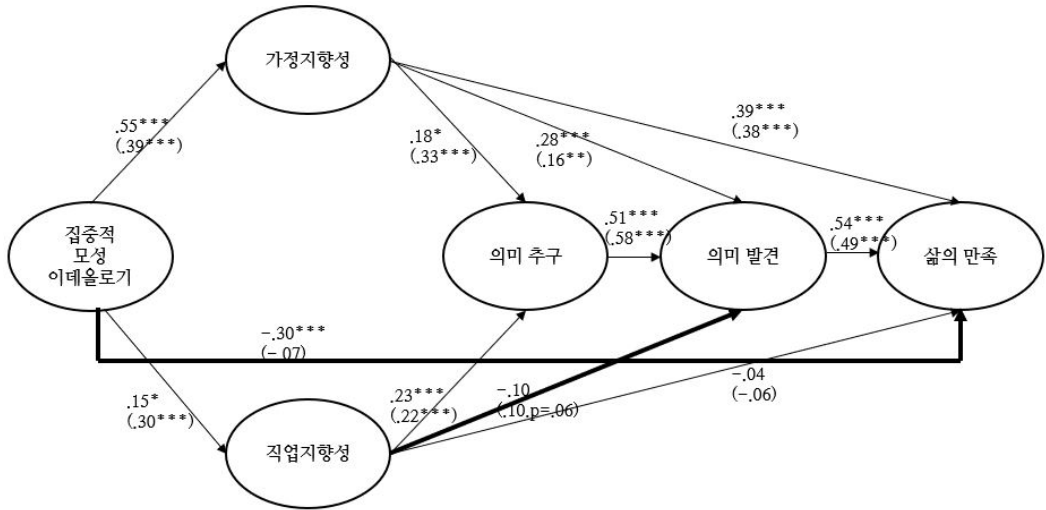 가정지향성
.55***
(.39***)
.18*
(.33***)
.28***
(.16**)
.39***
(.38***)
집중적
모성
이데올로기
의미 추구
.51***
(.58***)
의미 발견
.54***
(.49***)
삶의 만족
-.30***
(-.07)
.15*
(.30***)
.23***
(.22***)
-.10
(.10.p=.06)
-.04
(-.06)
직업지향성